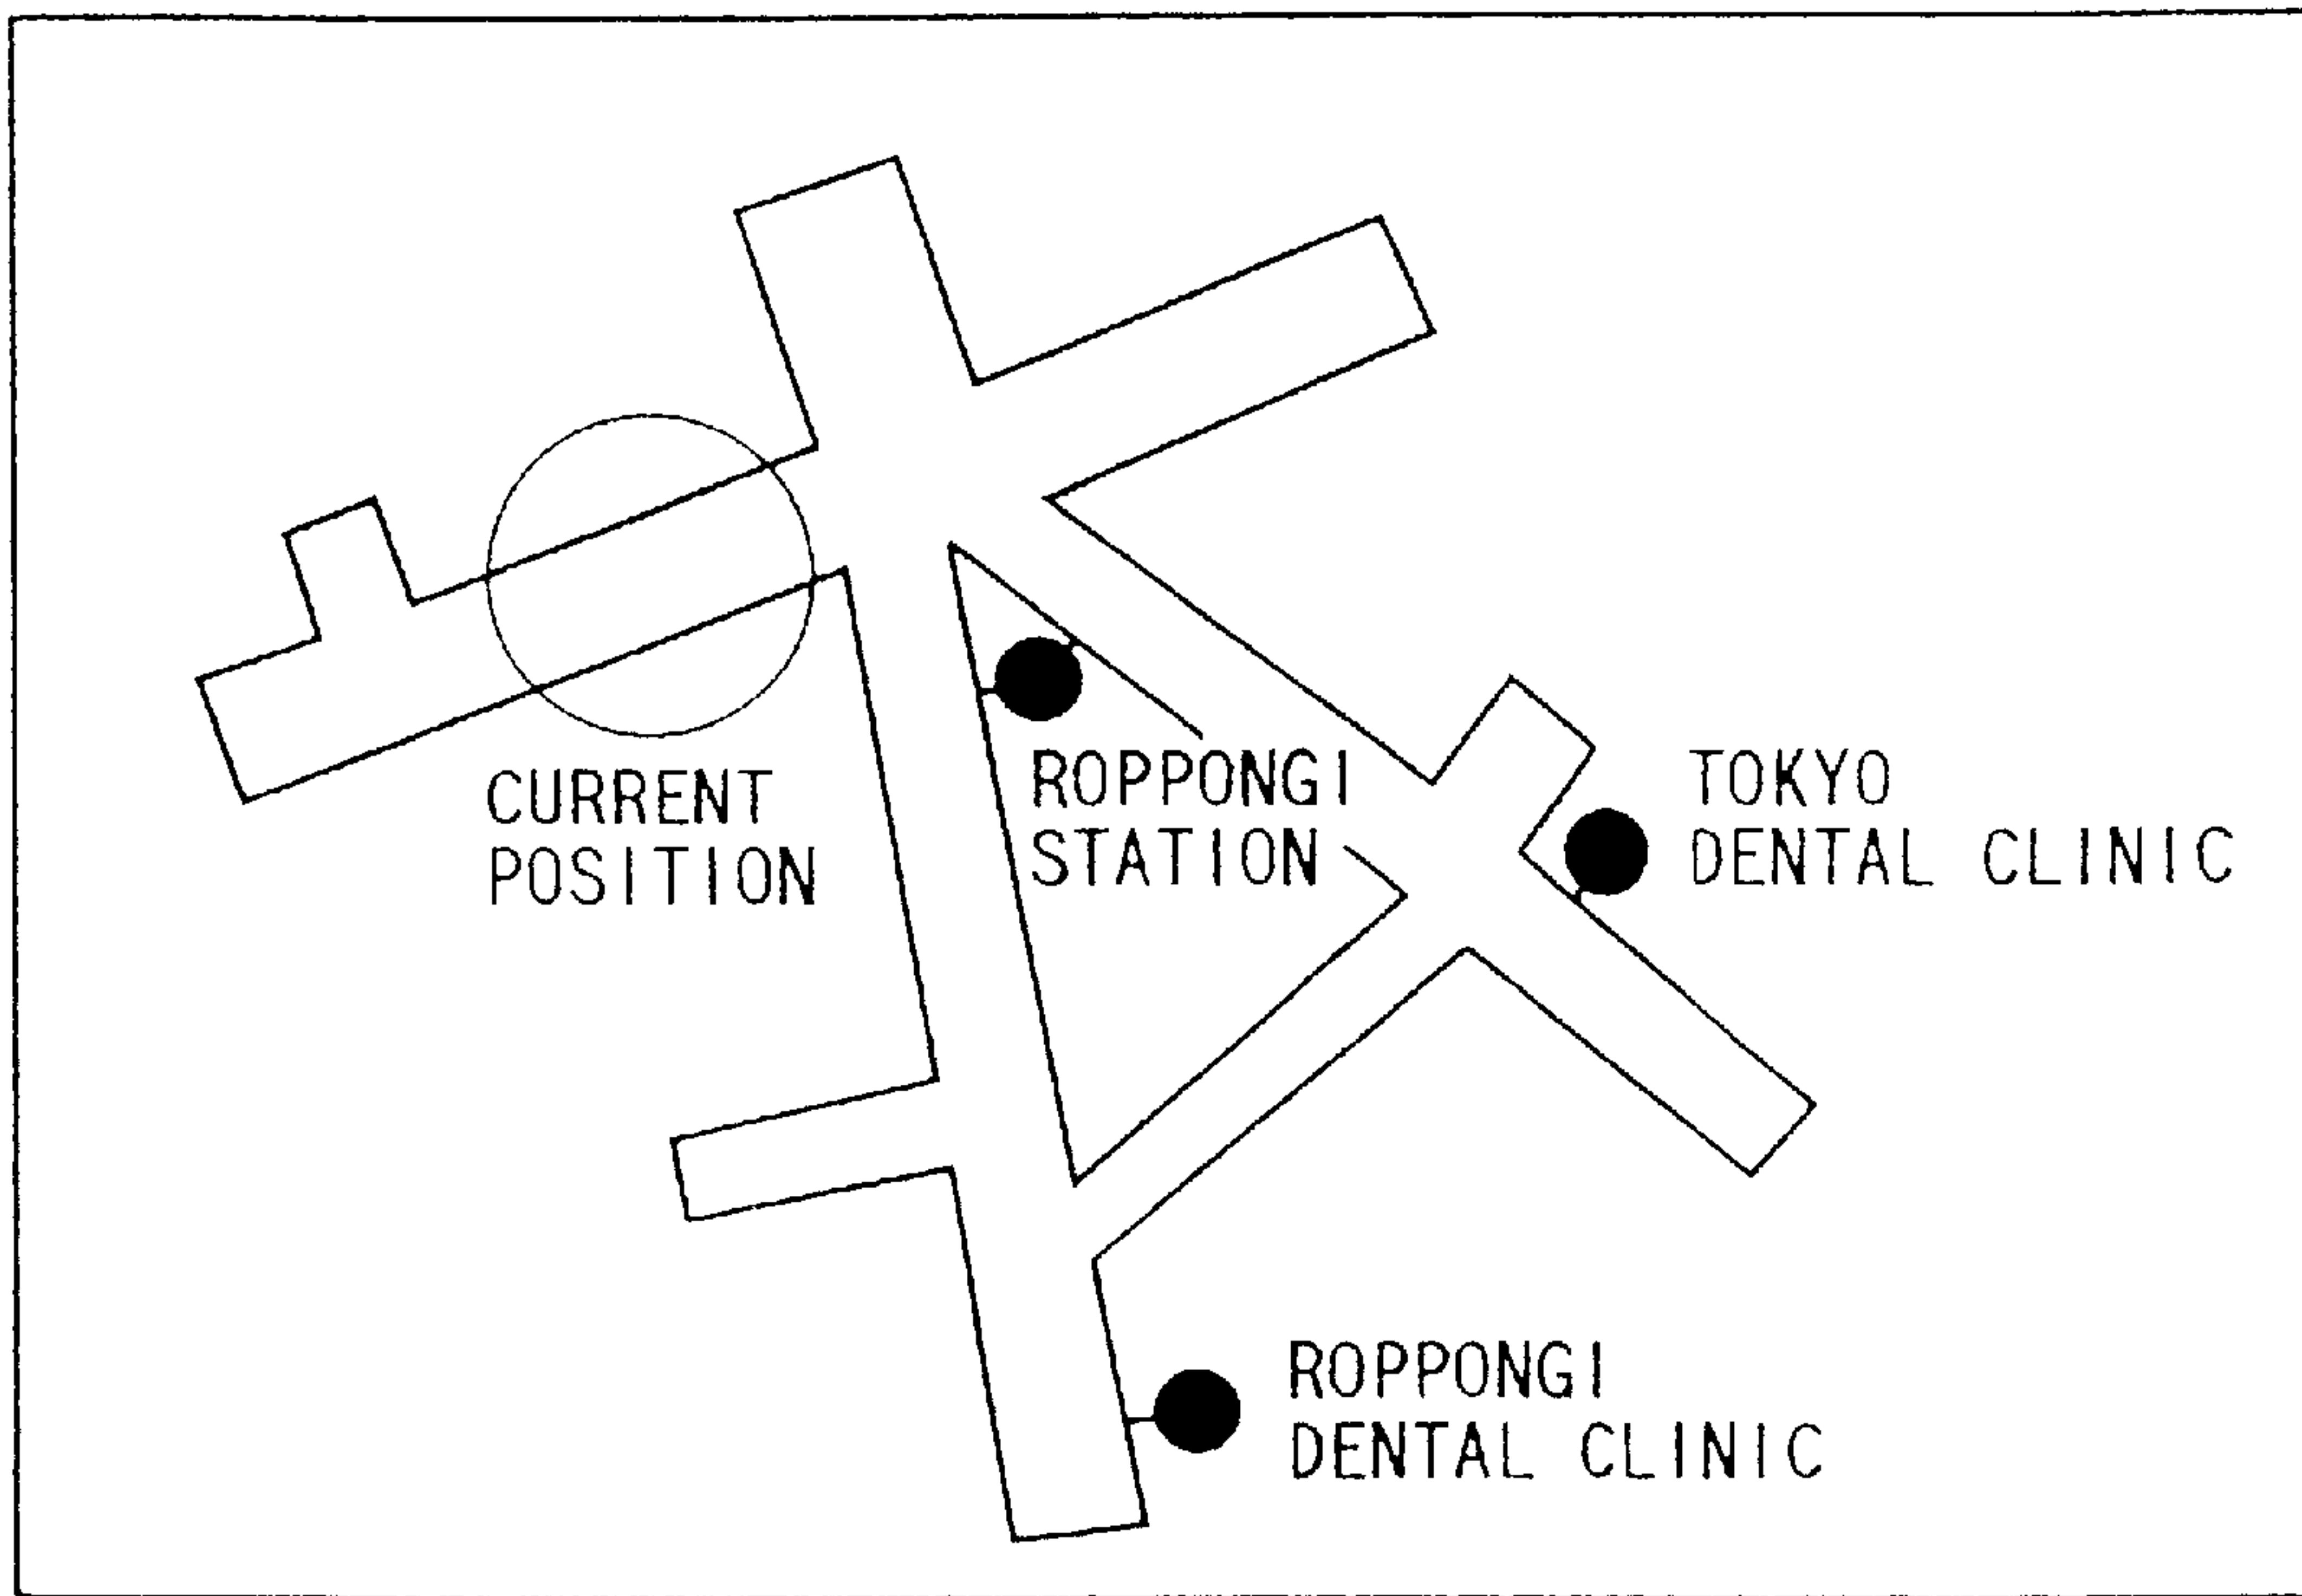 CURRENT
POSITION
ROPPONGI
STATION
TOKYO
DENTAL CLINIC
ROPPONGI
DENTAL CLINIC